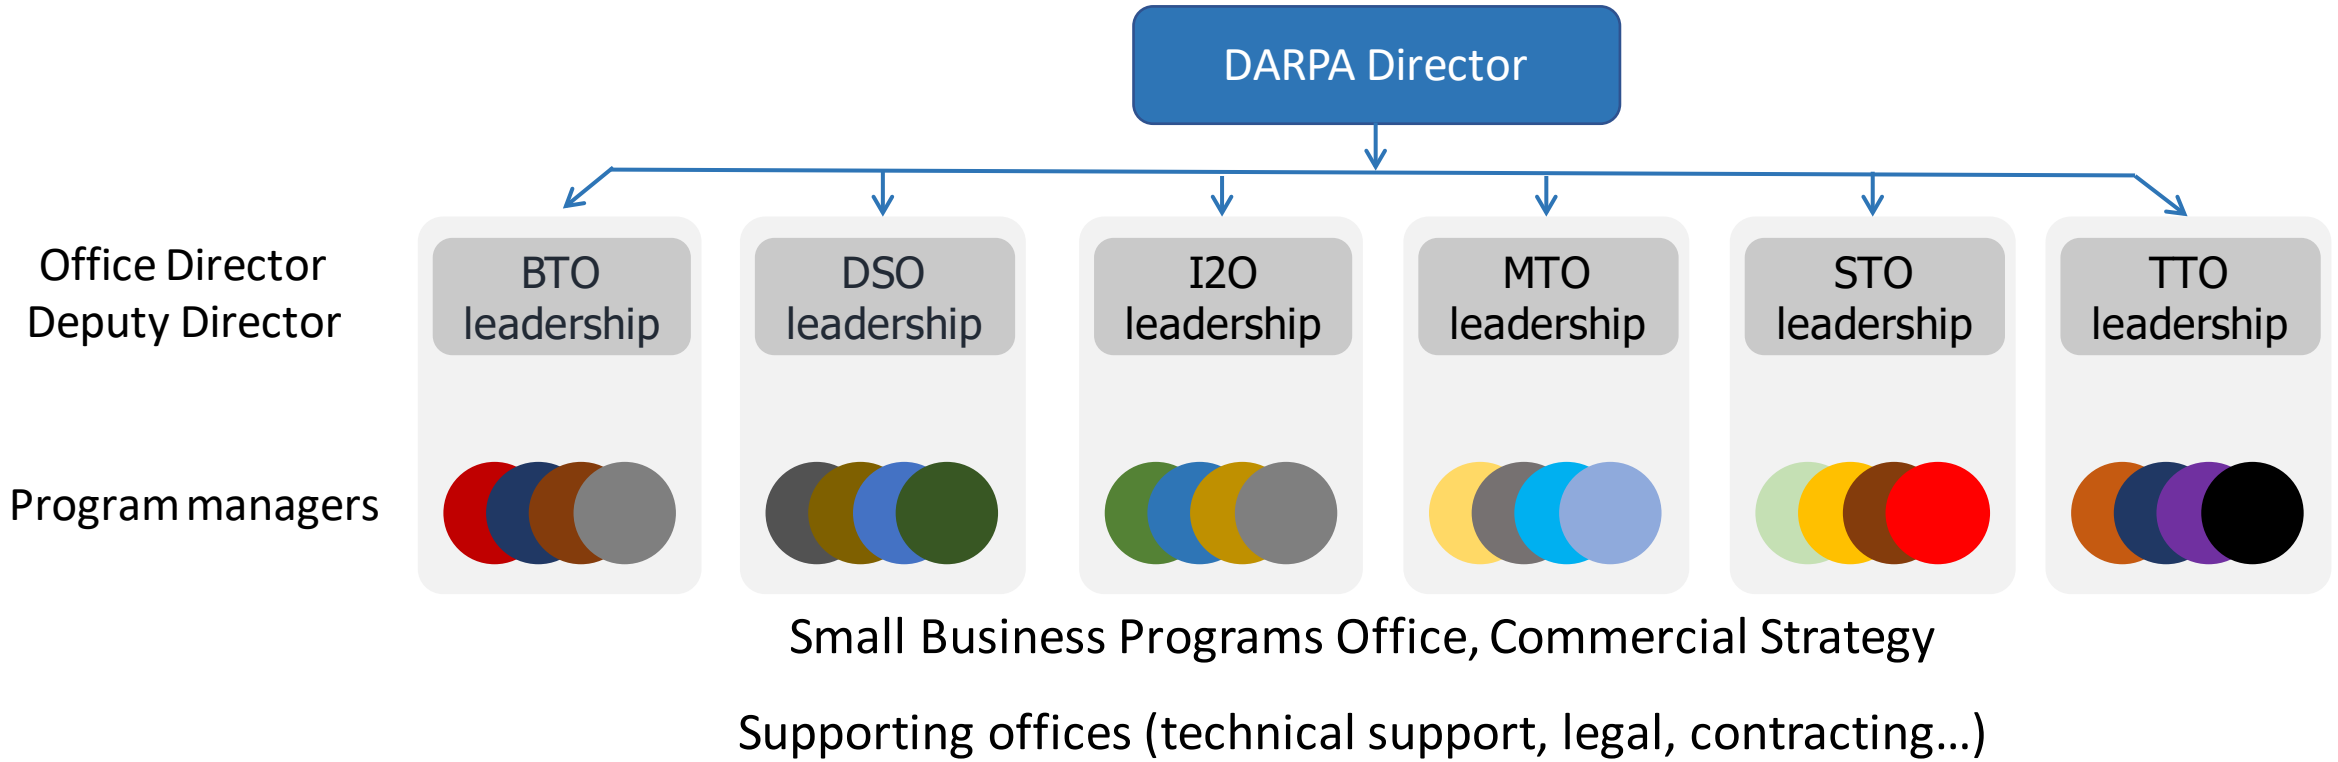 DARPA Director
Office Director
Deputy Director
BTO
leadership
DSO
leadership
I2O
leadership
MTO
leadership
STO
leadership
TTO
leadership
Program managers
Small Business Programs Office, Commercial Strategy
Supporting offices (technical support, legal, contracting...)